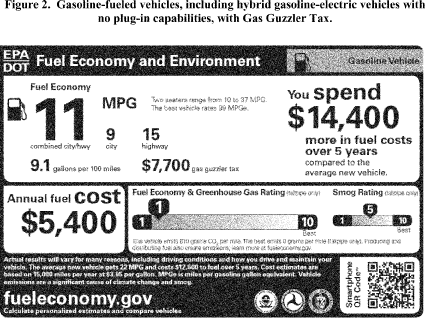 Figure 2. Gasoline-fueled vehicles, including hybrid gasoline-electric vehicles with
no plug-in capabilities, with Gas Guzzler Tax.
EPA
DOT
Fuel Economy and Environment
Gasoline Vehicle
Fuel Economy
11 MPG
combined city/hwy
9
city
15
highway
Two seaters range from 10 to 37 MPG.
The best vehicle rates 99 MPGe.
9.1 gallons per 100 miles
$7,700 gas guzzler tax
You spend
$14,400
more in fuel costs
over 5 years
compared to the
average new vehicle.
Annual fuel cost
$5,400
Fuel Economy & Greenhouse Gas Rating (tailpipe only)
1
1
10
Best
Smog Rating (tailpipe only)
5
1
10
Best
This vehicle emits 810 grams CO2 per mile. The best emits 0 grams per mile (tailpipe only). Producing and
distributing fuel also create emissions; learn more at fueleconomy.gov.
Actual results will vary for many reasons, including driving conditions and how you drive and maintain your
vehicle. The average new vehicle gets 22 MPG and costs $12,600 to fuel over 5 years. Cost estimates are
based on 15,000 miles per year at $3.95 per gallon. MPGe is miles per gasoline gallon equivalent. Vehicle
emissions are a significant cause of climate change and smog.
fueleconomy.gov
Calculate personalized estimates and compare vehicles
Smartphone
QR Code™